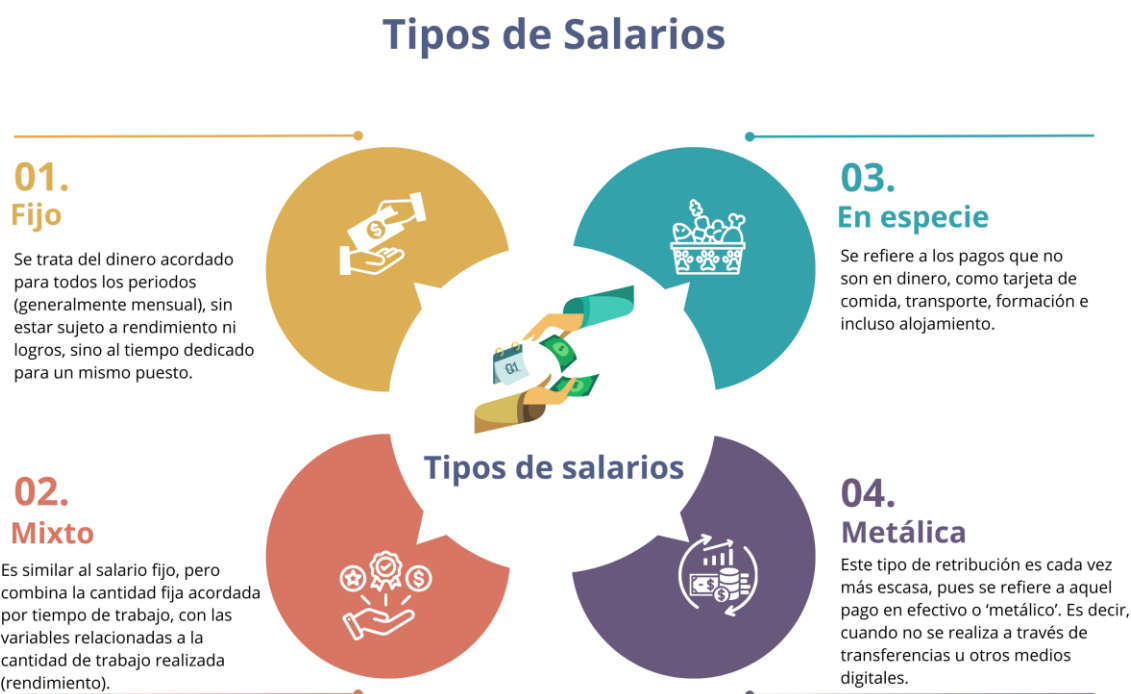 Tipos de Salarios
01.
Fijo
Se trata del dinero acordado
para todos los periodos
(generalmente mensual), sin
estar sujeto a rendimiento ni
logros, sino al tiempo dedicado
para un mismo puesto.
02.
Mixto
Es similar al salario fijo, pero
combina la cantidad fija acordada
por tiempo de trabajo, con las
variables relacionadas a la
cantidad de trabajo realizada
(rendimiento).
$
01
$
$
Tipos de salarios
$
03.
En especie
Se refiere a los pagos que no
son en dinero, como tarjeta de
comida, transporte, formación e
incluso alojamiento.
04.
Metálica
Este tipo de retribución es cada vez
más escasa, pues se refiere a aquel
pago en efectivo o ‘metálico’. Es decir,
cuando no se realiza a través de
transferencias u otros medios
digitales.
$
$